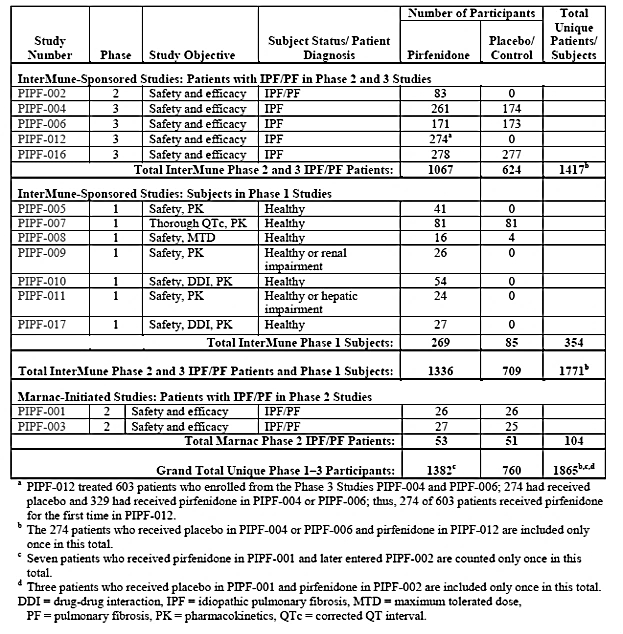 Number of Participants Total
Unique
Study Subject Status/ Patient Placebo/ Patients/
Number Phase Study Objective Diagnosis Pirfenidone Control Subjects
InterMune-Sponsored Studies: Patients with IPF/PF in Phase 2 and 3 Studies
PIPF-002 2 Safety and efficacy IPF/PF 83 0
PIPF-004 3 Safety and efficacy IPF 261 174
PIPF-006 3 Safety and efficacy IPF 171 173
PIPF-012 3 Safety and efficacy IPF 274a 0
PIPF-016 3 Safety and efficacy IPF 278 277
Total InterMune Phase 2 and 3 IPF/PF Patients: 1067 624 1417b
InterMune-Sponsored Studies: Subjects in Phase 1 Studies
PIPF-005 1 Safety, PK Healthy 41 0
PIPF-007 1 Thorough QTc, PK Healthy 81 81
PIPF-008 1 Safety, MTD Healthy 16 4
PIPF-009 1 Safety, PK Healthy or renal 26 0
impairment
PIPF-010 1 Safety, DDI, PK Healthy 54 0
PIPF-011 1 Safety, PK Healthy or hepatic 24 0
impairment
PIPF-017 1 Safety, DDI, PK Healthy 27 0
Total InterMune Phase 1 Subjects: 269 85 354
Total InterMune Phase 2 and 3 IPF/PF Patients and Phase 1 Subjects: 1336 709 1771b
Marnac-Initiated Studies: Patients with IPF/PF in Phase 2 Studies
PIPF-001 2 Safety and efficacy IPF/PF 26 26
PIPF-003 2 Safety and efficacy IPF/PF 27 25
Total Marnac Phase 2 IPF/PF Patients: 53 51 104
Grand Total Unique Phase 1–3 Participants: 1382c 760 1865b,c,d
a PIPF-012 treated 603 patients who enrolled from the Phase 3 Studies PIPF-004 and PIPF-006; 274 had received
placebo and 329 had received pirfenidone in PIPF-004 or PIPF-006; thus, 274 of 603 patients received pirfenidone
for the first time in PIPF-012.
b The 274 patients who received placebo in PIPF-004 or PIPF-006 and pirfenidone in PIPF-012 are included only
once in this total.
c Seven patients who received pirfenidone in PIPF-001 and later entered PIPF-002 are counted only once in this
total.
d Three patients who received placebo in PIPF-001 and pirfenidone in PIPF-002 are included only once in this total.
DDI = drug-drug interaction, IPF = idiopathic pulmonary fibrosis, MTD = maximum tolerated dose,
PF = pulmonary fibrosis, PK = pharmacokinetics, QTc = corrected QT interval.